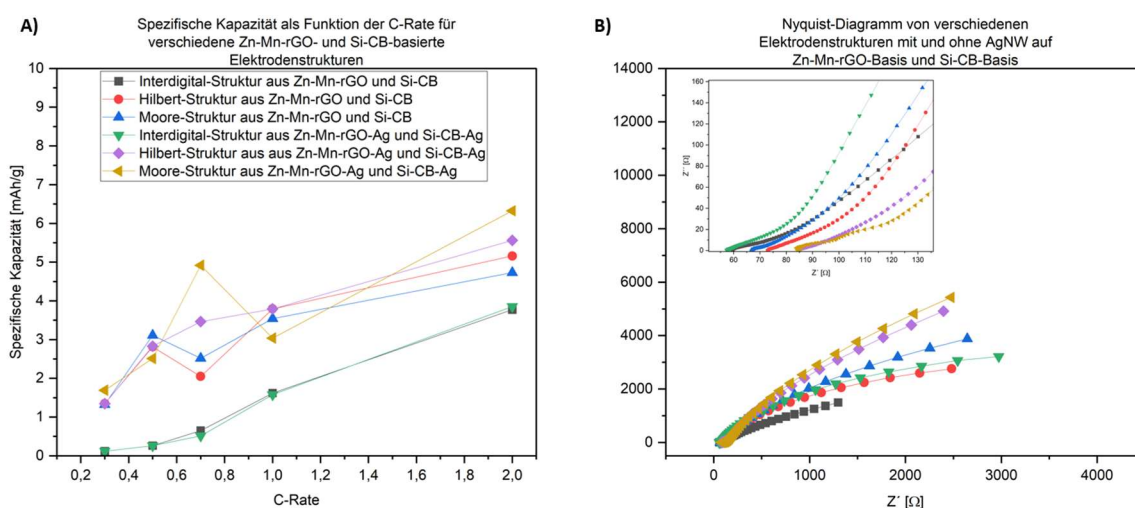 A)
Spezifische Kapazität als Funktion der C-Rate für
verschiedene Zn-Mn-rGO- und Si-CB-basierte
Elektrodenstrukturen
Interdigital-Struktur aus Zn-Mn-rGO und Si-CB
Hilbert-Struktur aus Zn-Mn-rGO und Si-CB
Moore-Struktur aus Zn-Mn-rGO und Si-CB
Interdigital-Struktur aus Zn-Mn-rGO-Ag und Si-CB-Ag
Hilbert-Struktur aus aus Zn-Mn-rGO-Ag und Si-CB-Ag
Moore-Struktur aus Zn-Mn-rGO-Ag und Si-CB-Ag
Spezifische Kapazität [mAh/g]
10
9
8
7
6
5
4
3
2
1
0
0,2 0,4 0,6 0,8 1,0 1,2 1,4 1,6 1,8 2,0
C-Rate
B)
Nyquist-Diagramm von verschiedenen
Elektrodenstrukturen mit und ohne AgNW auf
Zn-Mn-rGO-Basis und Si-CB-Basis
Z´´ [Ω]
14000
12000
10000
8000
6000
4000
2000
0
0 1000 2000 3000 4000
Z´ [Ω]
Z´´ [Ω]
160
140
120
100
80
60
40
20
0
60 70 80 90 100 110 120 130
Z´ [Ω]